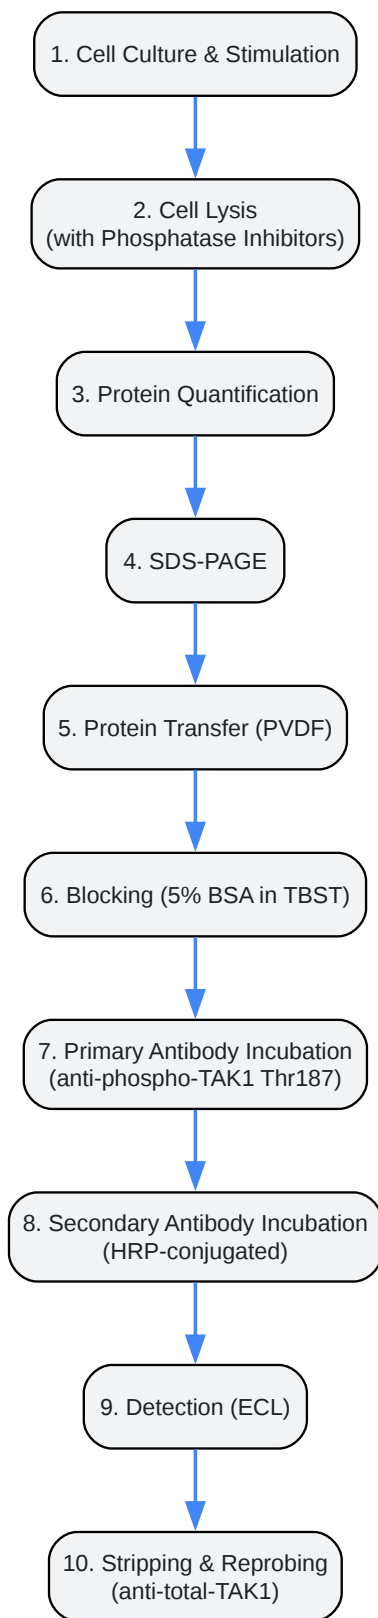 1. Cell Culture & Stimulation
2. Cell Lysis
(with Phosphatase Inhibitors)
3. Protein Quantification
4. SDS-PAGE
5. Protein Transfer (PVDF)
6. Blocking (5% BSA in TBST)
7. Primary Antibody Incubation
(anti-phospho-TAK1 Thr187)
8. Secondary Antibody Incubation
(HRP-conjugated)
9. Detection (ECL)
10. Stripping & Reprobing
(anti-total-TAK1)